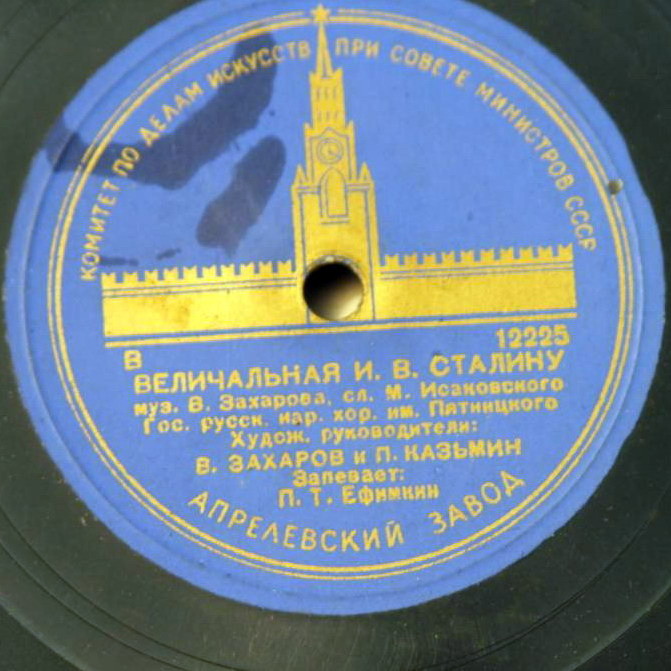 КОМИТЕТ ПО ДЕЛАМ ИСКУССТВ ПРИ СОВЕТЕ МИНИСТРОВ СССР
В 12225
ВЕЛИЧАЛЬНАЯ И. В. СТАЛИНУ
муз. В. Захарова, сл. М. Исаковского
Гос. русск. нар. хор. им. Пятницкого
Худож. руководители:
В. ЗАХАРОВ и П. КАЗЬМИН
Запевает:
П. Т. Ефимкин
АПРЕЛЕВСКИЙ ЗАВОД